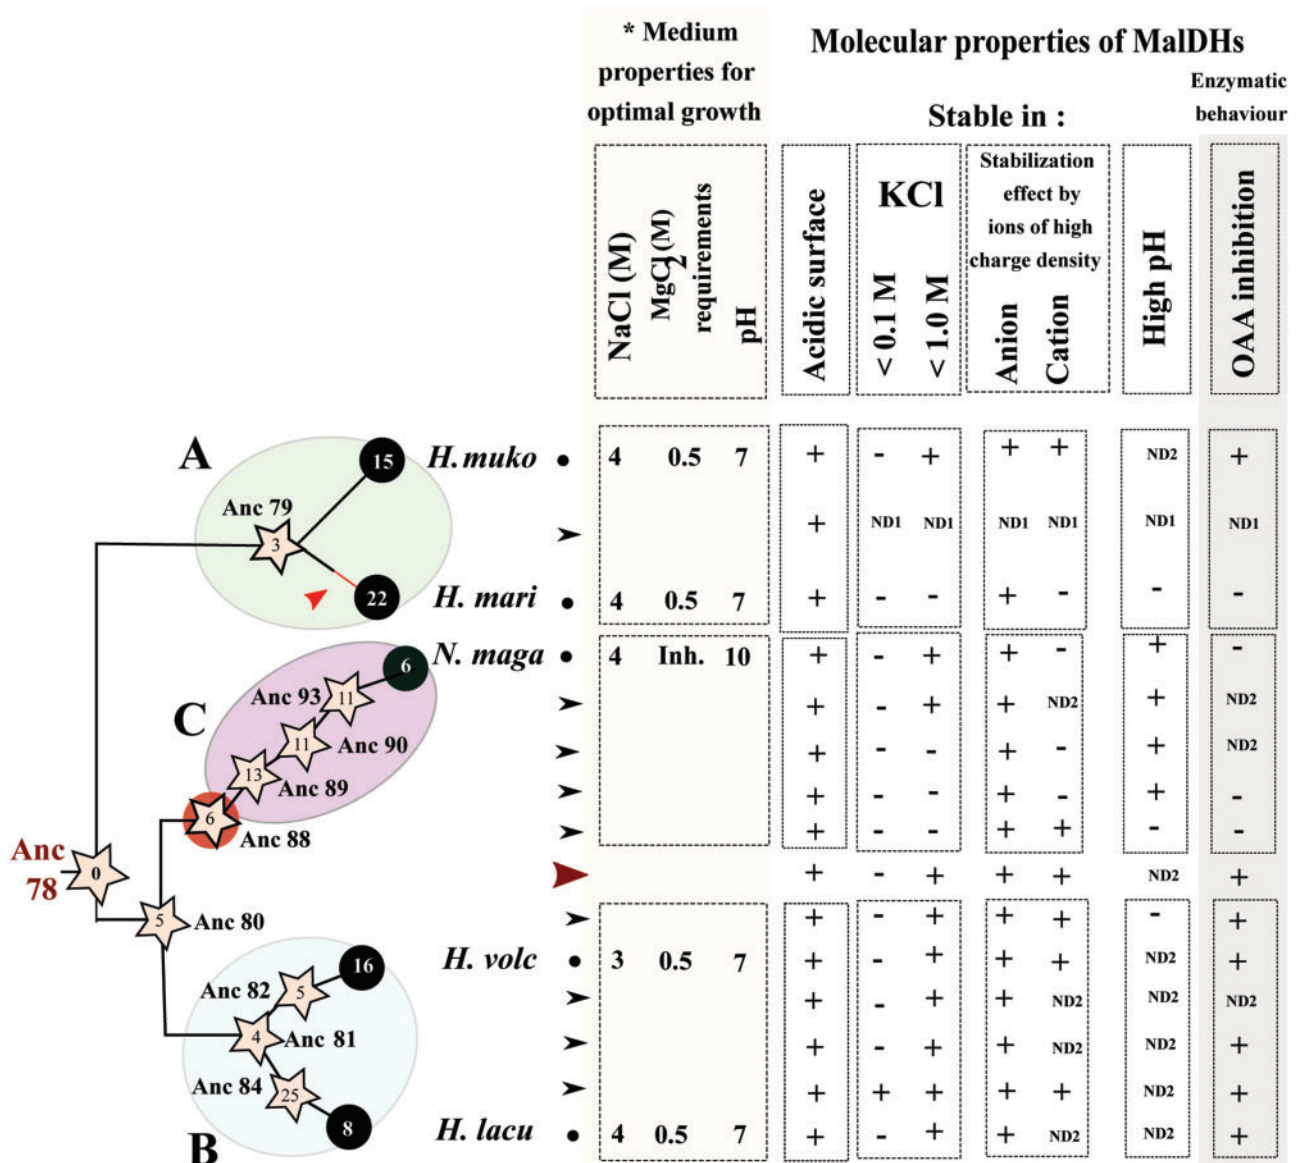 * Medium
properties for
optimal growth
Molecular properties of MalDHs
Enzymatic
behaviour
Stable in :
NaCl (M)
MgCl2 (M)
requirements
pH
Acidic surface
KCl
< 0.1 M
< 1.0 M
Stabilization
effect by
ions of high
charge density
Anion
Cation
High pH
OAA inhibition
A
15
H. muko • 4 0.5 7 + - + + + ND2 +
Anc 79
3
+ ND1 ND1 ND1 ND1 ND1 ND1
22
H. mari • 4 0.5 7 + - - + - - -
N. maga • 4 Inh. 10 + - + + - + -
6
C
Anc 93
11
+ - + + ND2 + ND2
11
Anc 90
+ - - + - + ND2
13
Anc 89
+ - - + - + -
6
Anc 88
+ - - + + - -
Anc
78
0
+ - + + + ND2 +
5
Anc 80
+ - + + + - +
H. volc • 3 0.5 7 + - + + + ND2 +
16
Anc 82
5
+ - + + ND2 ND2 ND2
4
Anc 81
+ - + + ND2 ND2 +
Anc 84
25
+ + + + + ND2 +
8
H. lacu • 4 0.5 7 + - + + ND2 ND2 +
B